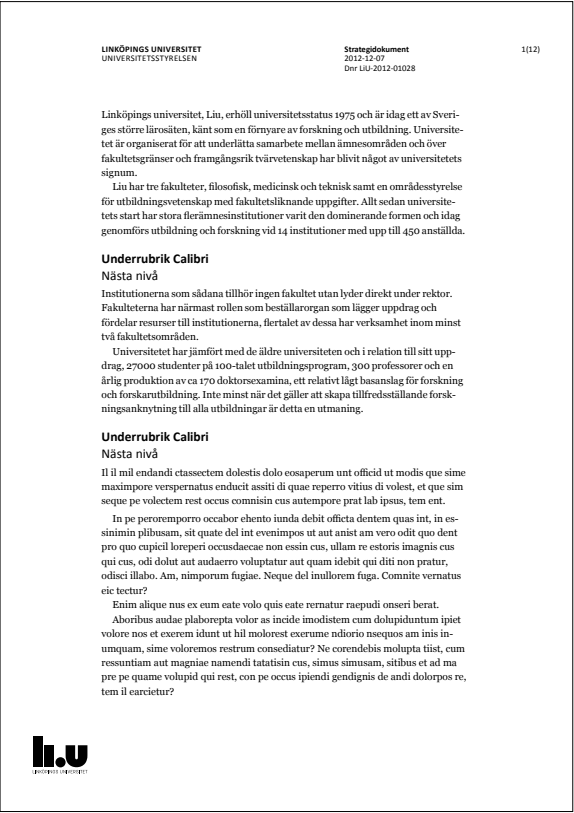 LINKÖPINGS UNIVERSITET
UNIVERSITETSSTYRELSEN
Strategidokument
2012-12-07
Dnr LiU-2012-01028
1(12)
Linköpings universitet, Liu, erhöll universitetsstatus 1975 och är idag ett av Sveri-
ges större lärosäten, känt som en förnyare av forskning och utbildning. Universite-
tet är organiserat för att underlätta samarbete mellan ämnesområden och över
fakultetsgränser och framgångsrik tvärvetenskap har blivit något av universitetets
signum.
Liu har tre fakulteter, filosofisk, medicinsk och teknisk samt en områdesstyrelse
för utbildningsvetenskap med fakultetsliknande uppgifter. Allt sedan universite-
tets start har stora flerämnesinstitutioner varit den dominerande formen och idag
genomförs utbildning och forskning vid 14 institutioner med upp till 450 anställda.
Underrubrik Calibri
Nästa nivå
Institutionerna som sådana tillhör ingen fakultet utan lyder direkt under rektor.
Fakulteterna har närmast rollen som beställarorgan som lägger uppdrag och
fördelar resurser till institutionerna, flertalet av dessa har verksamhet inom minst
två fakultetsområden.
Universitetet har jämfört med de äldre universiteten och i relation till sitt upp-
drag, 27000 studenter på 100-talet utbildningsprogram, 300 professorer och en
årlig produktion av ca 170 doktorsexamina, ett relativt lågt basanslag för forskning
och forskarutbildning. Inte minst när det gäller att skapa tillfredsställande forsk-
ningsanknytning till alla utbildningar är detta en utmaning.
Underrubrik Calibri
Nästa nivå
Il il mil endandi ctassectem dolestis dolo eosaperum unt officid ut modis que sime
maximpore verspernatus enducit assiti di quae reperro vitius di volest, et que sim
seque pe volectem rest occus comnisin cus autempore prat lab ipsus, tem ent.
In pe peroremporro occabor ehento iunda debit officta dentem quas int, in es-
sinimin plibusam, sit quate del int evenimpos ut aut anist am vero odit quo dent
pro quo cupicil loreperi occusdaecae non essin cus, ullam re estoris imagnis cus
qui cus, odi dolut aut audaerro voluptatur aut quam idebit qui diti non pratur,
odisci illabo. Am, nimporum fugiae. Neque del inullorem fuga. Comnite vernatus
eic tectur?
Enim alique nus ex eum eate volo quis eate rernatur raepudi onseri berat.
Aboribus audae plaborepta volor as incide imodistem cum dolupiduntum ipiet
volore nos et exerem idunt ut hil molorest exerume ndiorio nsequos am inis in-
umquam, sime voloremos restrum consediatur? Ne corendebis molupta tiist, cum
ressuntiam aut magniae namendi tatatisin cus, simus simusam, sitibus et ad ma
pre pe quame volupid qui rest, con pe occus ipiendi gendignis de andi dolorpos re,
tem il earcietur?
li.u
LINKÖPINGS UNIVERSITET